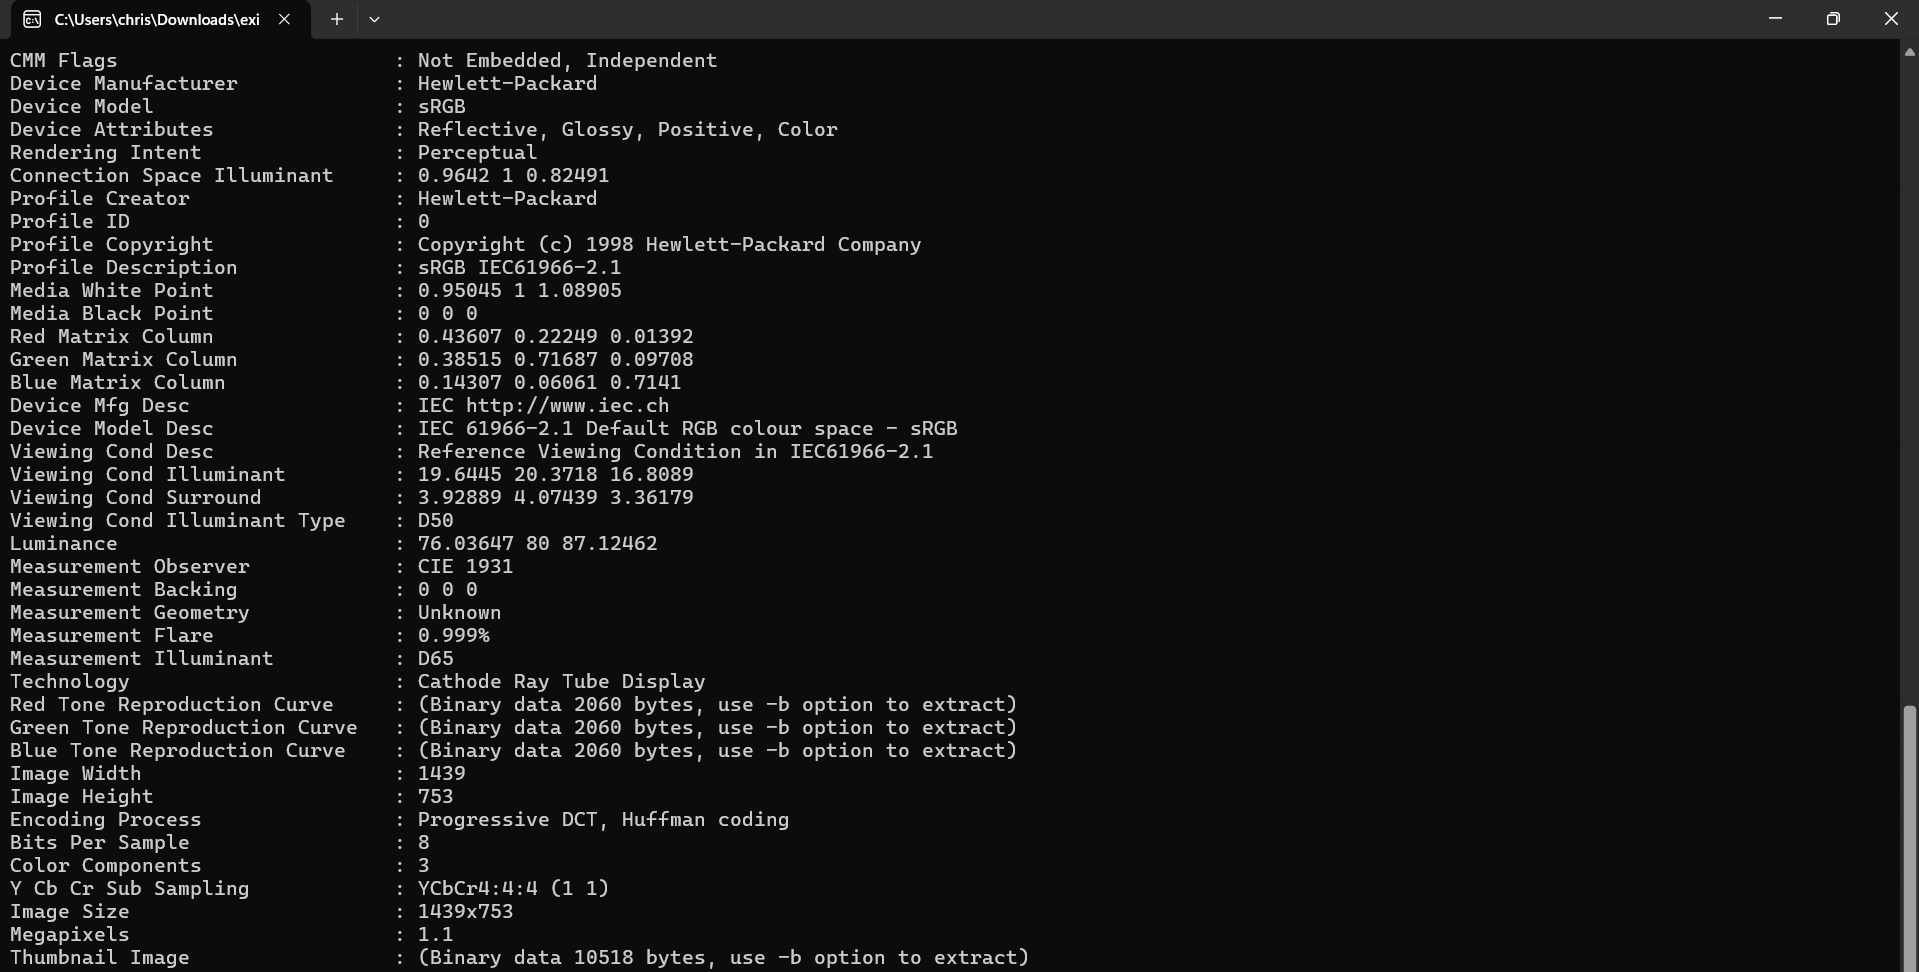 C:\Users\chris\Downloads\exi
CMM Flags                       : Not Embedded, Independent
Device Manufacturer             : Hewlett-Packard
Device Model                    : sRGB
Device Attributes               : Reflective, Glossy, Positive, Color
Rendering Intent                : Perceptual
Connection Space Illuminant     : 0.9642 1 0.82491
Profile Creator                 : Hewlett-Packard
Profile ID                      : 0
Profile Copyright               : Copyright (c) 1998 Hewlett-Packard Company
Profile Description             : sRGB IEC61966-2.1
Media White Point               : 0.95045 1 1.08905
Media Black Point               : 0 0 0
Red Matrix Column               : 0.43607 0.22249 0.01392
Green Matrix Column             : 0.38515 0.71687 0.09708
Blue Matrix Column              : 0.14307 0.06061 0.7141
Device Mfg Desc                 : IEC http://www.iec.ch
Device Model Desc               : IEC 61966-2.1 Default RGB colour space - sRGB
Viewing Cond Desc               : Reference Viewing Condition in IEC61966-2.1
Viewing Cond Illuminant         : 19.6445 20.3718 16.8089
Viewing Cond Surround           : 3.92889 4.07439 3.36179
Viewing Cond Illuminant Type    : D50
Luminance                       : 76.03647 80 87.12462
Measurement Observer            : CIE 1931
Measurement Backing             : 0 0 0
Measurement Geometry            : Unknown
Measurement Flare               : 0.999%
Measurement Illuminant          : D65
Technology                      : Cathode Ray Tube Display
Red Tone Reproduction Curve     : (Binary data 2060 bytes, use -b option to extract)
Green Tone Reproduction Curve   : (Binary data 2060 bytes, use -b option to extract)
Blue Tone Reproduction Curve    : (Binary data 2060 bytes, use -b option to extract)
Image Width                     : 1439
Image Height                    : 753
Encoding Process                : Progressive DCT, Huffman coding
Bits Per Sample                 : 8
Color Components                : 3
Y Cb Cr Sub Sampling            : YCbCr4:4:4 (1 1)
Image Size                      : 1439x753
Megapixels                      : 1.1
Thumbnail Image                 : (Binary data 10518 bytes, use -b option to extract)